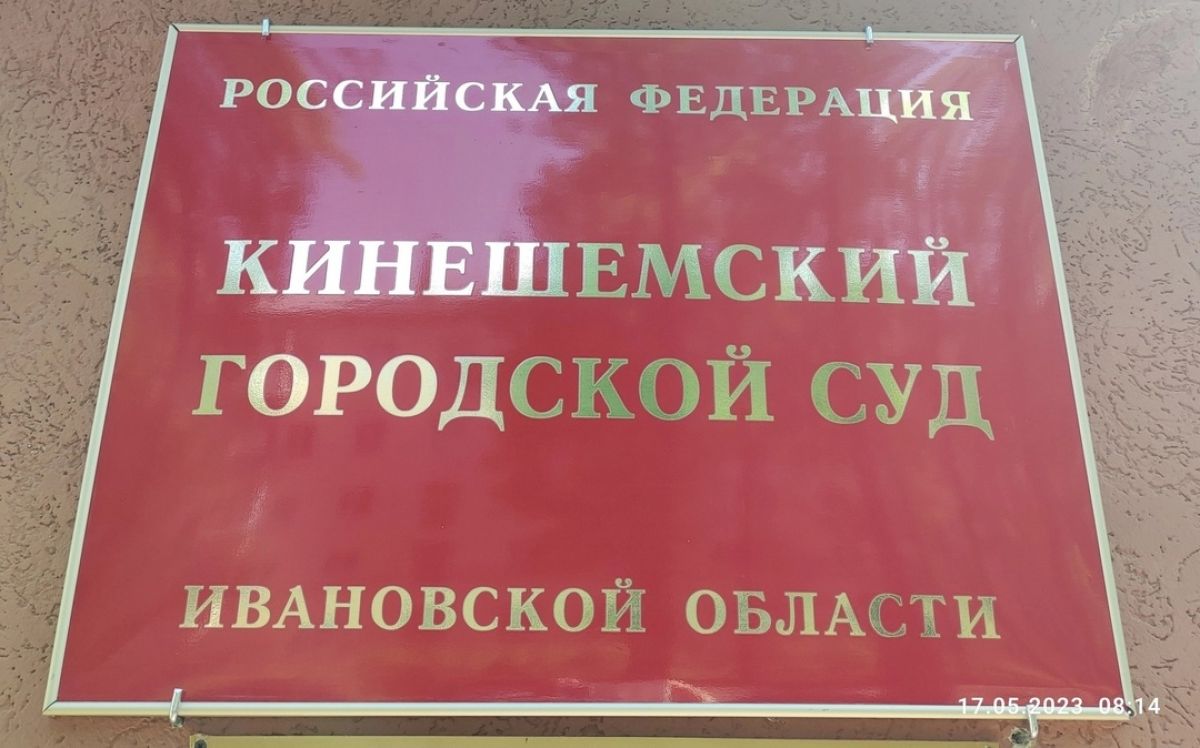 РОССИЙСКАЯ ФЕДЕРАЦИЯ
КИНЕШЕМСКИЙ
ГОРОДСКОЙ СУД
ИВАНОВСКОЙ ОБЛАСТИ
17.05.2023 08:14